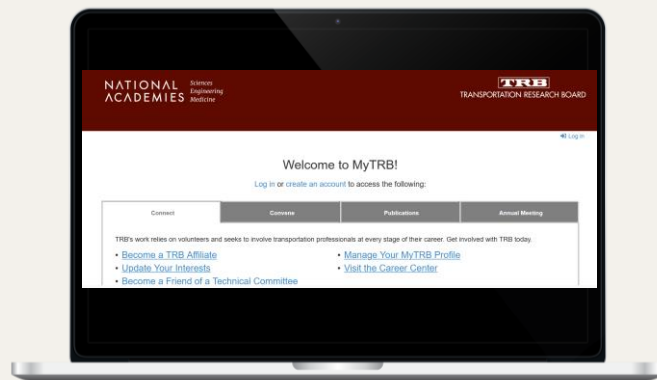 NATIONAL ACADEMIES
Sciences
Engineering
Medicine
TRB
TRANSPORTATION RESEARCH BOARD
Log in
Welcome to MyTRB!
Log in or create an account to access the following:
Connect Convene Publications Annual Meeting
TRB's work relies on volunteers and seeks to involve transportation professionals at every stage of their career. Get involved with TRB today.
• Become a TRB Affiliate
• Update Your Interests
• Become a Friend of a Technical Committee
• Manage Your MyTRB Profile
• Visit the Career Center